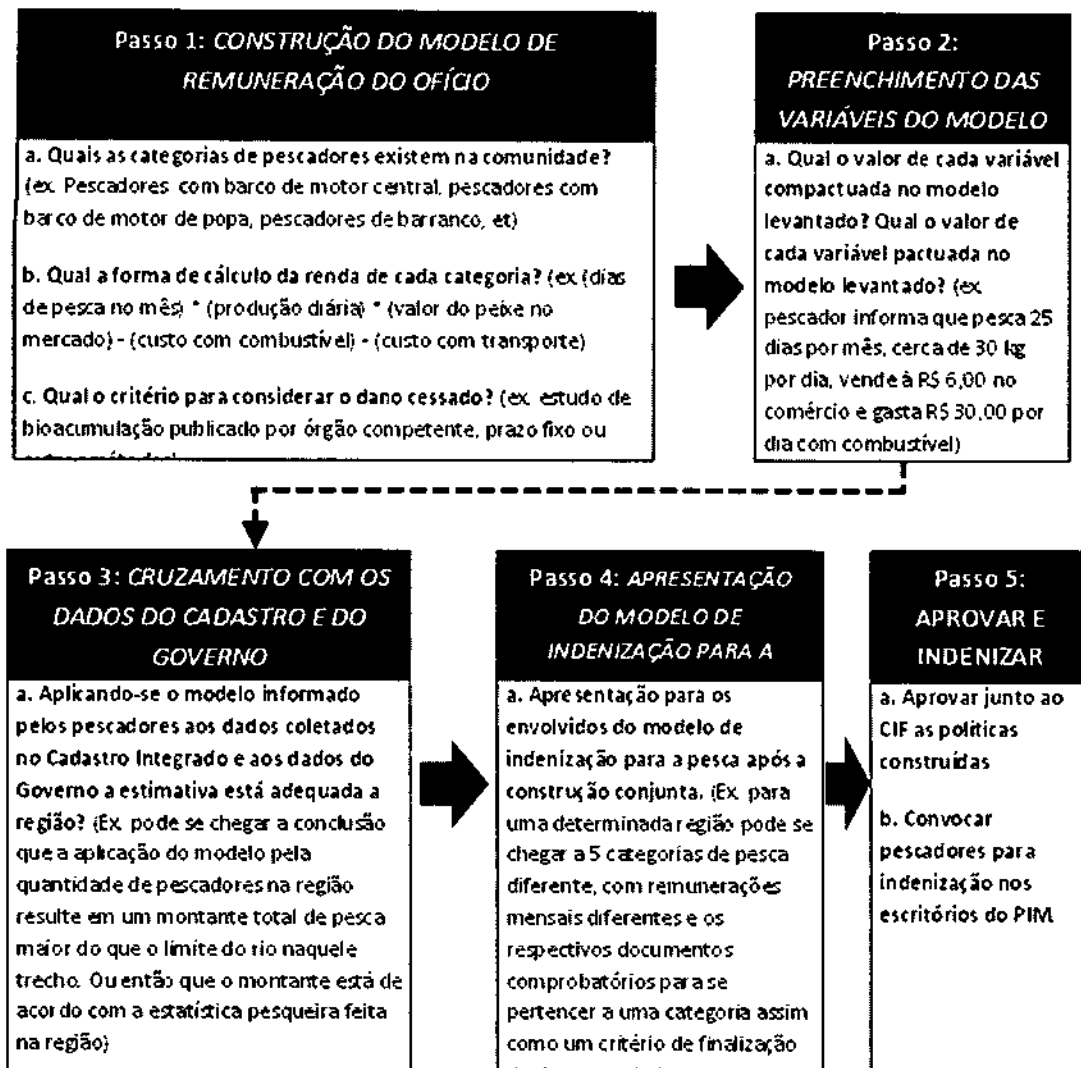 Passo 1: CONSTRUÇÃO DO MODELO DE
REMUNERAÇÃO DO OFÍCIO
a. Quais as categorias de pescadores existem na comunidade?
(ex. Pescadores com barco de motor central, pescadores com
barco de motor de popa, pescadores de barranco, et)
b. Qual a forma de cálculo da renda de cada categoria? (ex (días
de pesca no mês) * (produção diária) * (valor do peixe no
mercado) - (custo com combustível) - (custo com transporte)
c. Qual o critério para considerar o dano cessado? (ex. estudo de
bioacumulação publicado por órgão competente, prazo fixo ou
Passo 2:
PREENCHIMENTO DAS
VARIÁVEIS DO MODELO
a. Qual o valor de cada variável
compactuada no modelo
levantado? Qual o valor de
cada variável pactuada no
modelo levantado? (ex.
pescador informa que pesca 25
dias por mês, cerca de 30 kg
por dia, vende à R$ 6,00 no
comércio e gasta R$ 30,00 por
dia com combustível)
Passo 3: CRUZAMENTO COM OS
DADOS DO CADASTRO E DO
GOVERNO
a. Aplicando-se o modelo informado
pelos pescadores aos dados coletados
no Cadastro Integrado e aos dados do
Governo a estimativa está adequada a
região? (Ex. pode se chegar a conclusão
que a aplicação do modelo pela
quantidade de pescadores na região
resulte em um montante total de pesca
maior do que o limite do rio naquele
trecho. Ou então que o montante está de
acordo com a estatística pesqueira feita
na região)
Passo 4: APRESENTAÇÃO
DO MODELO DE
INDENIZAÇÃO PARA A
a. Apresentação para os
envolvidos do modelo de
indenização para a pesca após a
construção conjunta. (Ex. para
uma determinada região pode se
chegar a 5 categorias de pesca
diferente, com remunerações
mensais diferentes e os
respectivos documentos
comprobatórios para se
pertencer a uma categoria assim
como um critério de finalização
Passo 5:
APROVAR E
INDENIZAR
a. Aprovar junto ao
CIF as políticas
construídas
b. Convocar
pescadores para
indenização nos
escritórios do PIM